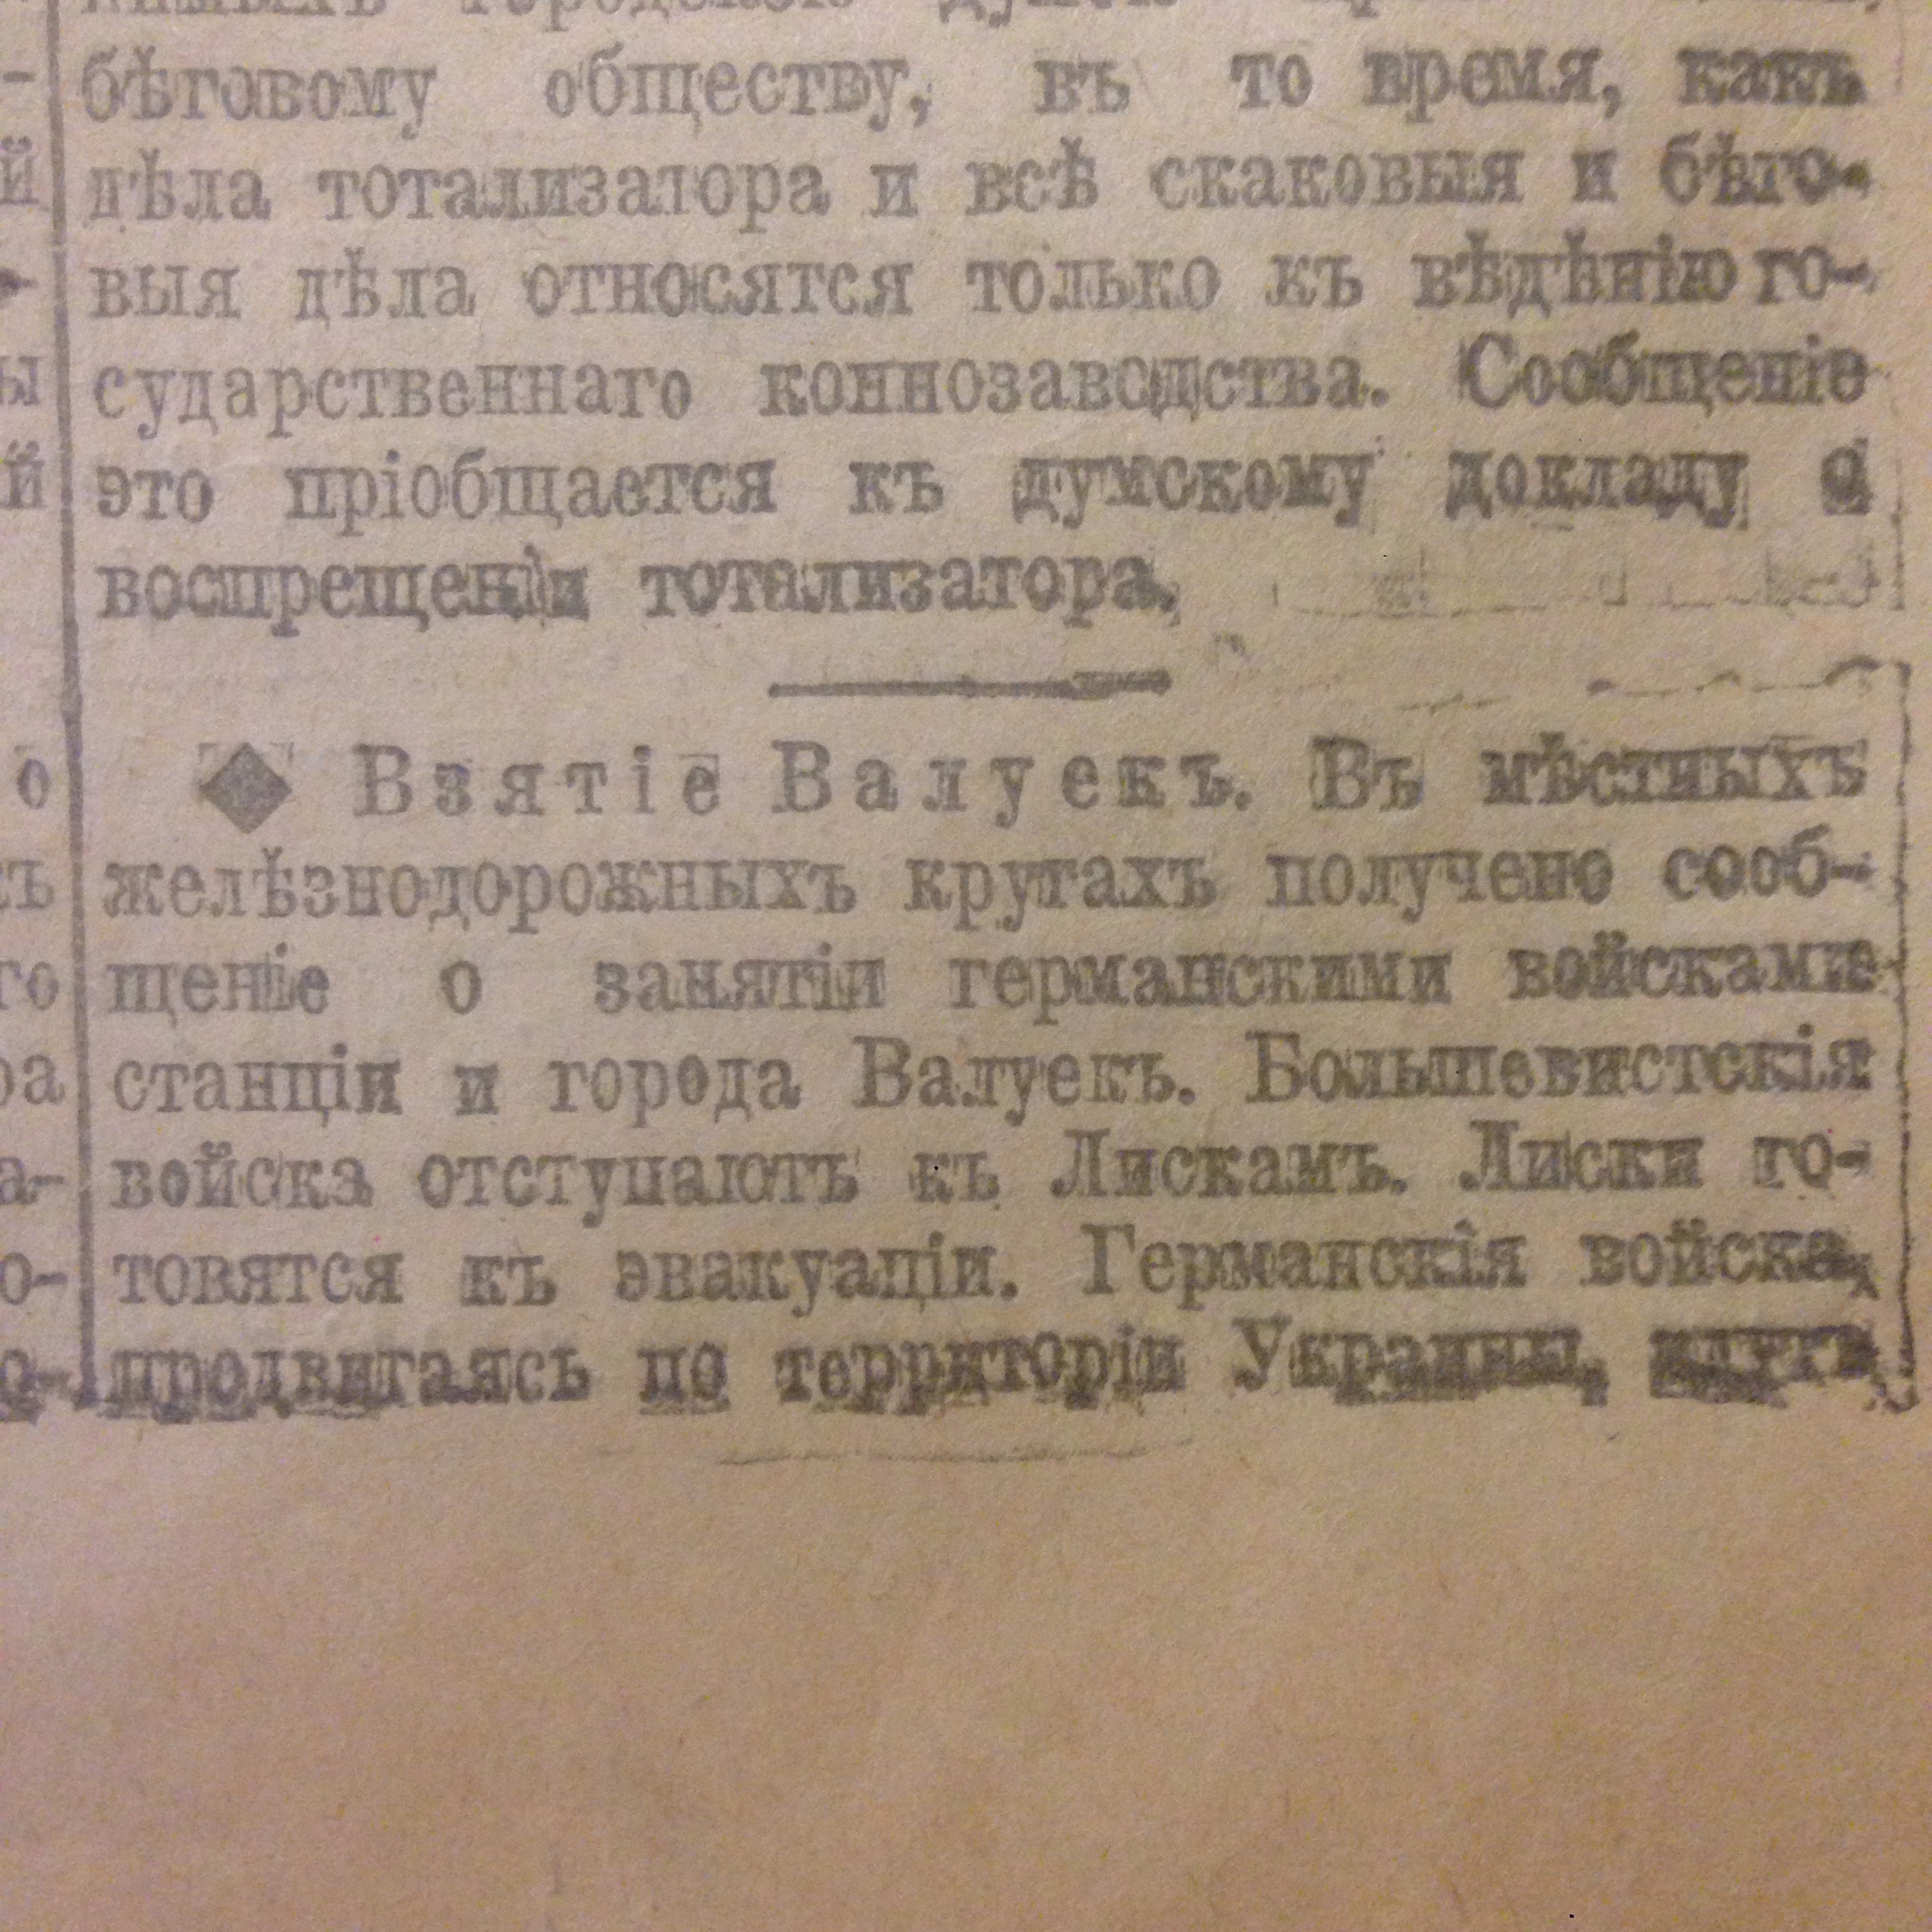 бѣговому обществу, въ то время, какъ
дѣла тотализатора и всѣ скаковыя и бѣго-
выя дѣла относятся только къ вѣдѣнію го-
сударственнаго коннозаводства. Сообщеніе
это пріобщается къ думскому докладу о
воспрещеніи тотализатора.
◆ Взятіе Валуекъ. Въ мѣстныхъ
желѣзнодорожныхъ кругахъ получено сооб-
щеніе о занятіи германскими войсками
станціи и города Валуекъ. Большевистскія
войска отступаютъ къ Лискамъ. Лиски го-
товятся къ эвакуаціи. Германскія войска,
продвигаясь по территоріи Украины, идутъ